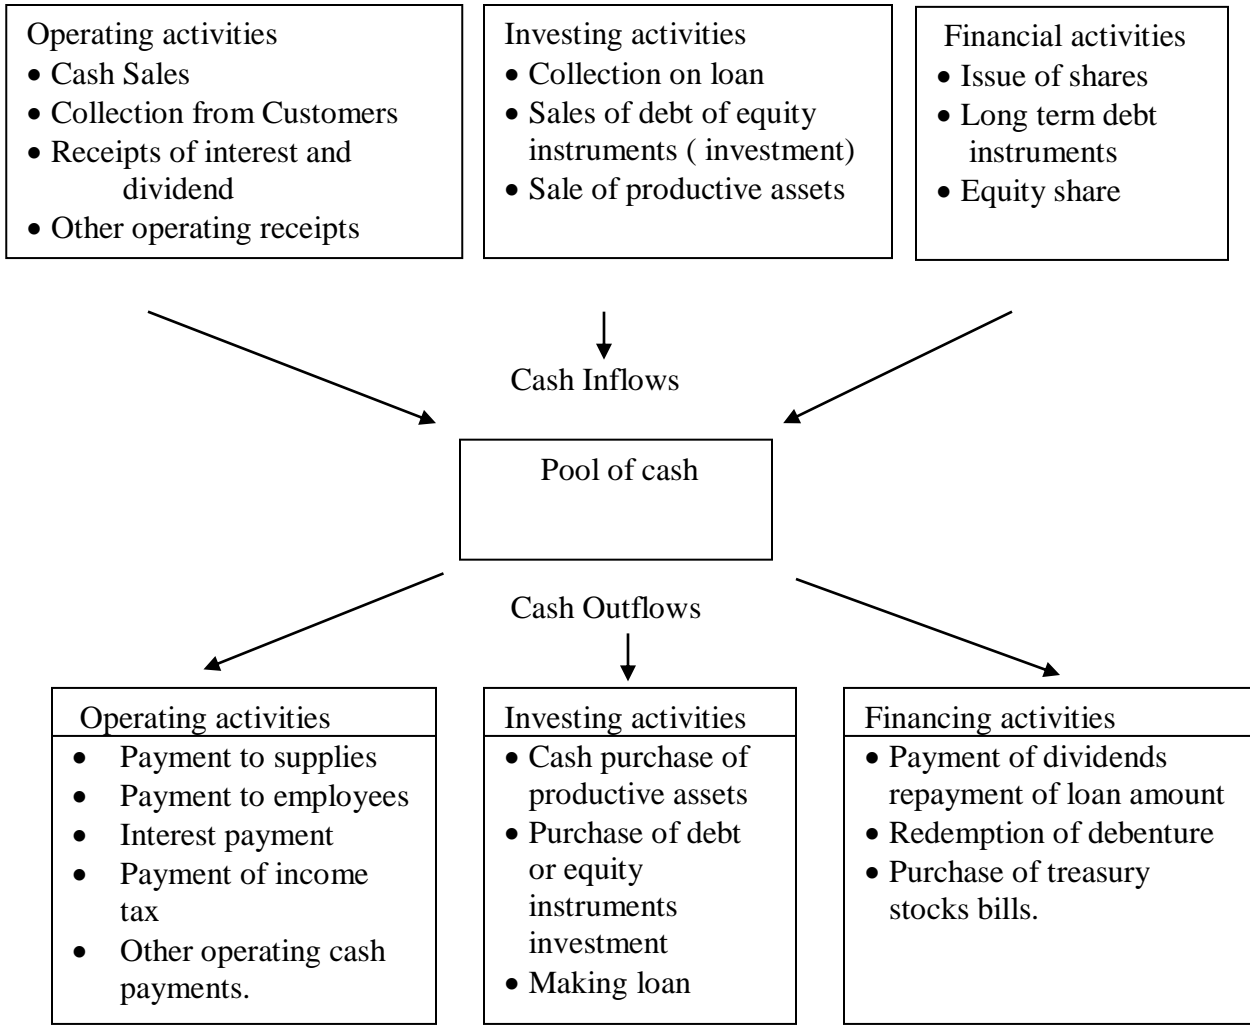 Operating activities
• Cash Sales
• Collection from Customers
• Receipts of interest and
dividend
• Other operating receipts
Investing activities
• Collection on loan
• Sales of debt of equity
instruments ( investment)
• Sale of productive assets
Financial activities
• Issue of shares
• Long term debt
instruments
• Equity share
Cash Inflows
Pool of cash
Cash Outflows
Operating activities
• Payment to supplies
• Payment to employees
• Interest payment
• Payment of income
tax
• Other operating cash
payments.
Investing activities
• Cash purchase of
productive assets
• Purchase of debt
or equity
instruments
investment
• Making loan
Financing activities
• Payment of dividends
repayment of loan amount
• Redemption of debenture
• Purchase of treasury
stocks bills.